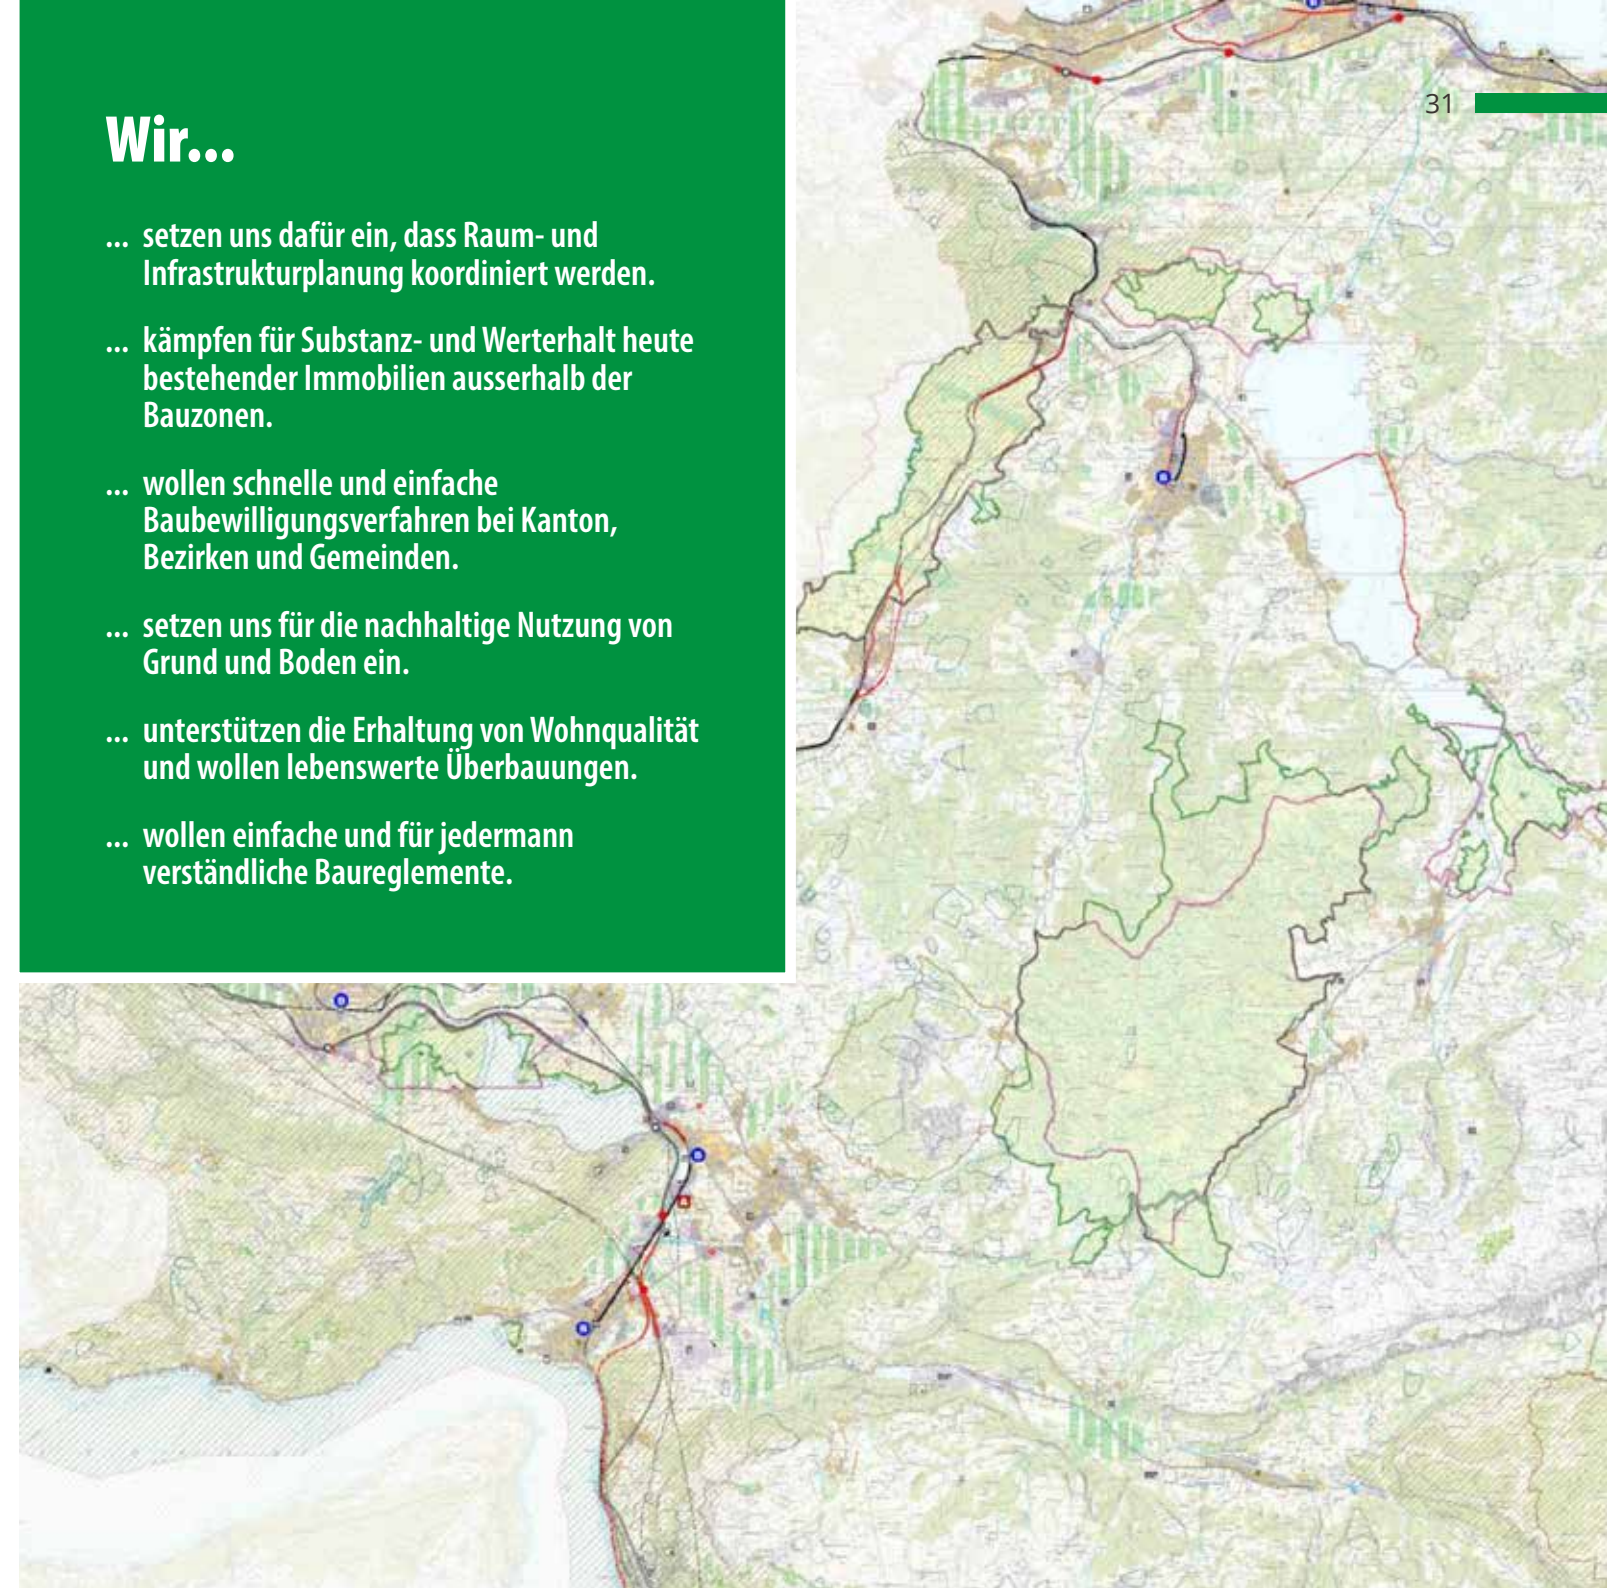 31
Wir...
... setzen uns dafür ein, dass Raum- und
Infrastrukturplanung koordiniert werden.
... kämpfen für Substanz- und Werterhalt heute
bestehender Immobilien ausserhalb der
Bauzonen.
... wollen schnelle und einfache
Baubewilligungsverfahren bei Kanton,
Bezirken und Gemeinden.
... setzen uns für die nachhaltige Nutzung von
Grund und Boden ein.
... unterstützen die Erhaltung von Wohnqualität
und wollen lebenswerte Überbauungen.
... wollen einfache und für jedermann
verständliche Baureglemente.